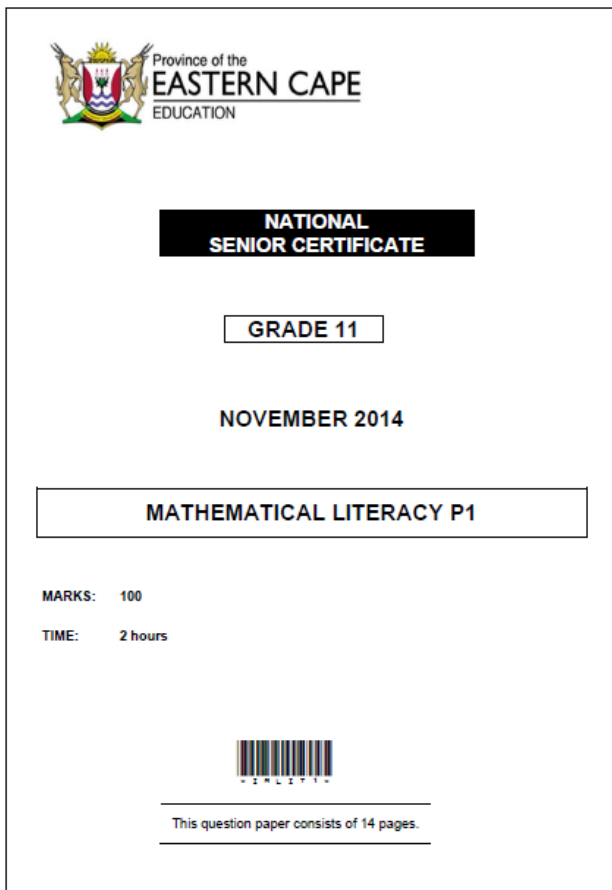 Province of the
EASTERN CAPE
EDUCATION
NATIONAL
SENIOR CERTIFICATE
GRADE 11
NOVEMBER 2014
MATHEMATICAL LITERACY P1
MARKS: 100
TIME: 2 hours
*IMLIT1*
This question paper consists of 14 pages.